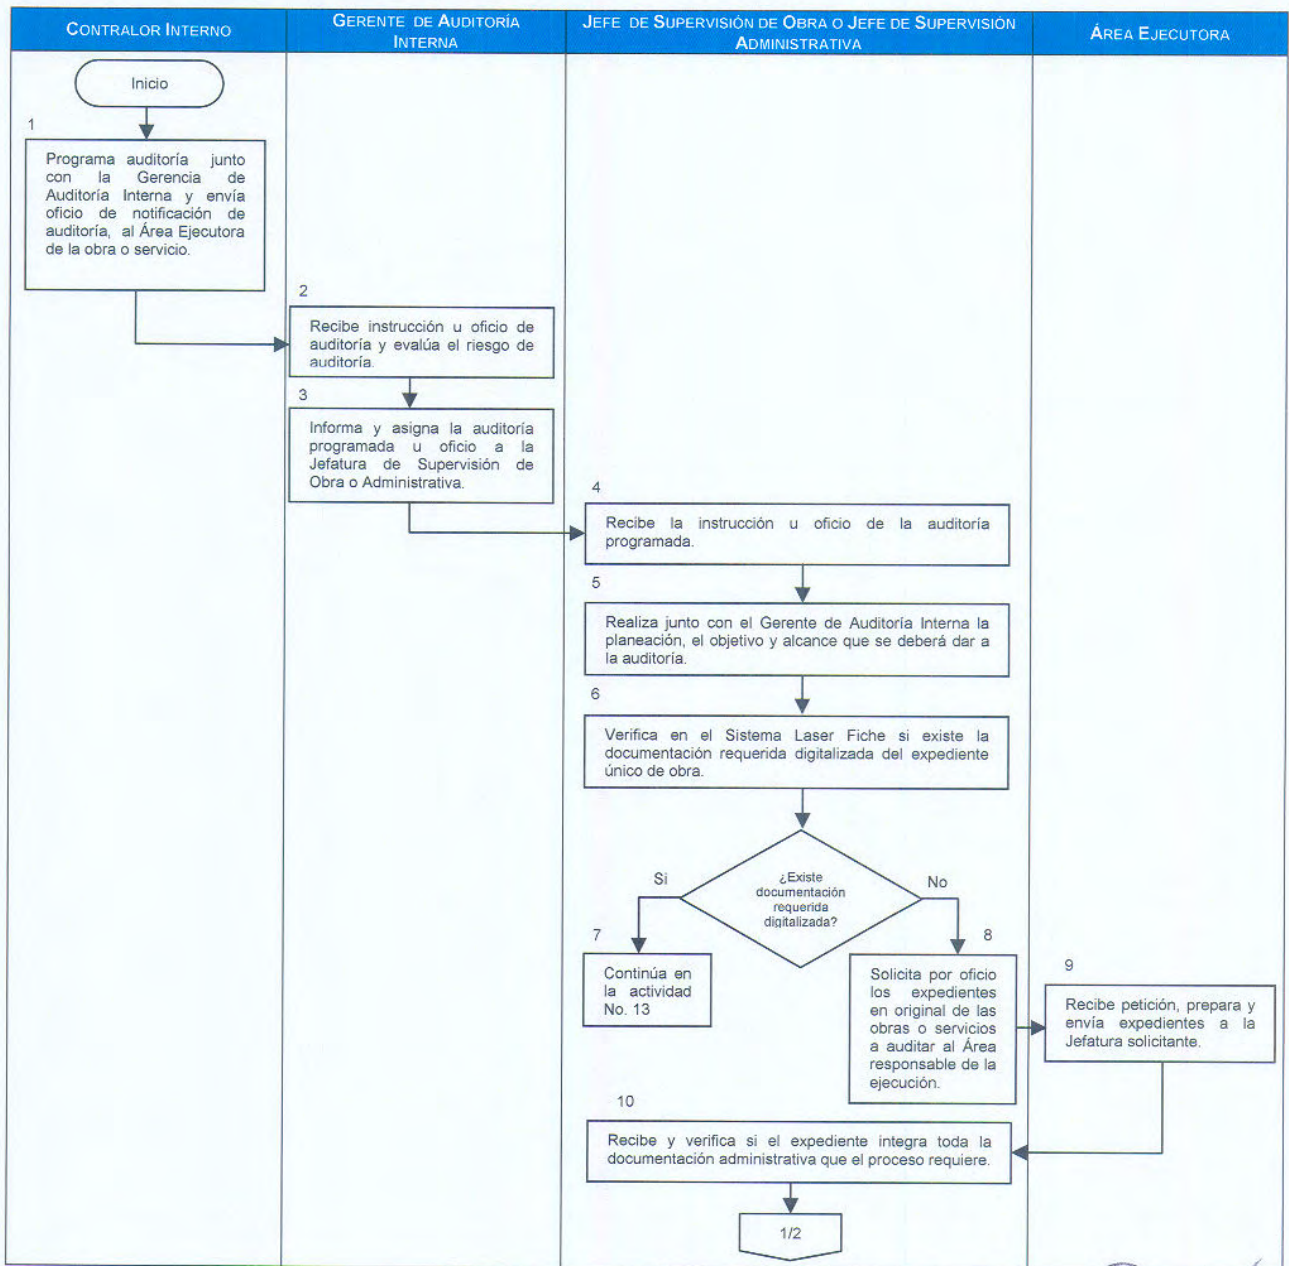 CONTRALOR INTERNO
GERENTE DE AUDITORÍA
INTERNA
JEFE DE SUPERVISIÓN DE OBRA O JEFE DE SUPERVISIÓN
ADMINISTRATIVA
ÁREA EJECUTORA
Inicio
1
Programa auditoría junto
con la Gerencia de
Auditoría Interna y envía
oficio de notificación de
auditoría, al Área Ejecutora
de la obra o servicio.
2
Recibe instrucción u oficio de
auditoría y evalúa el riesgo de
auditoría.
3
Informa y asigna la auditoría
programada u oficio a la
Jefatura de Supervisión de
Obra o Administrativa.
4
Recibe la instrucción u oficio de la auditoría
programada.
5
Realiza junto con el Gerente de Auditoría Interna la
planeación, el objetivo y alcance que se deberá dar a
la auditoría.
6
Verifica en el Sistema Laser Fiche si existe la
documentación requerida digitalizada del expediente
único de obra.
¿Existe
documentación
requerida
digitalizada?
Si
No
7
Continúa en
la actividad
No. 13
8
Solicita por oficio
los expedientes
en original de las
obras o servicios
a auditar al Área
responsable de la
ejecución.
9
Recibe petición, prepara y
envía expedientes a la
Jefatura solicitante.
10
Recibe y verifica si el expediente integra toda la
documentación administrativa que el proceso requiere.
1/2